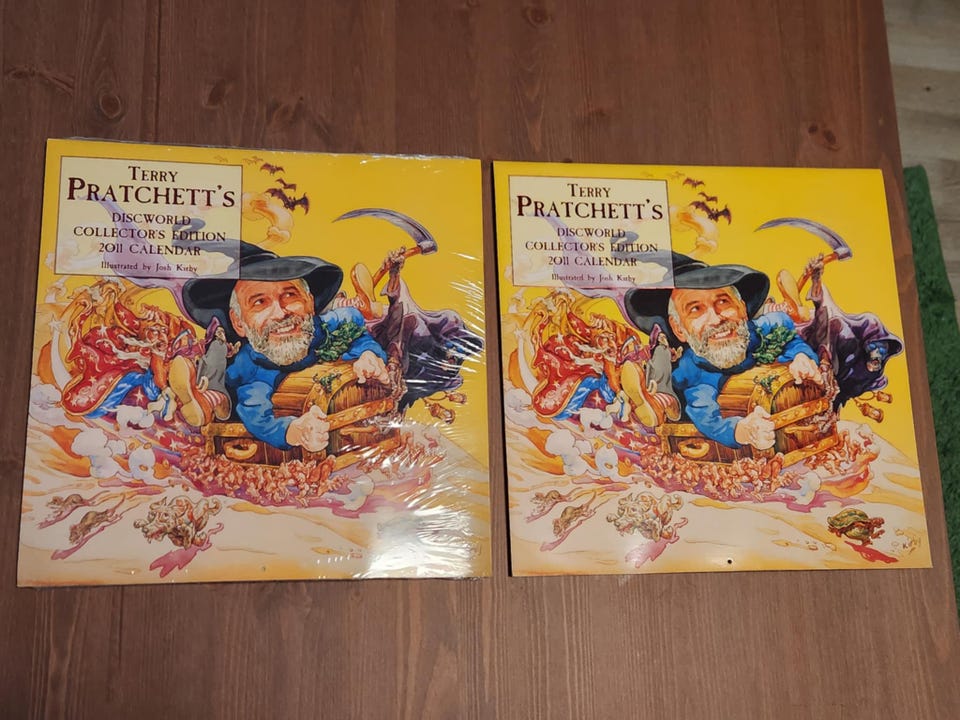 TERRY
PRATCHETT'S
DISCWORLD
COLLECTOR'S EDITION
2011 CALENDAR
Illustrated by Josh Kirby
TERRY
PRATCHETT'S
DISCWORLD
COLLECTOR'S EDITION
2011 CALENDAR
Illustrated by Josh Kirby
Kirby